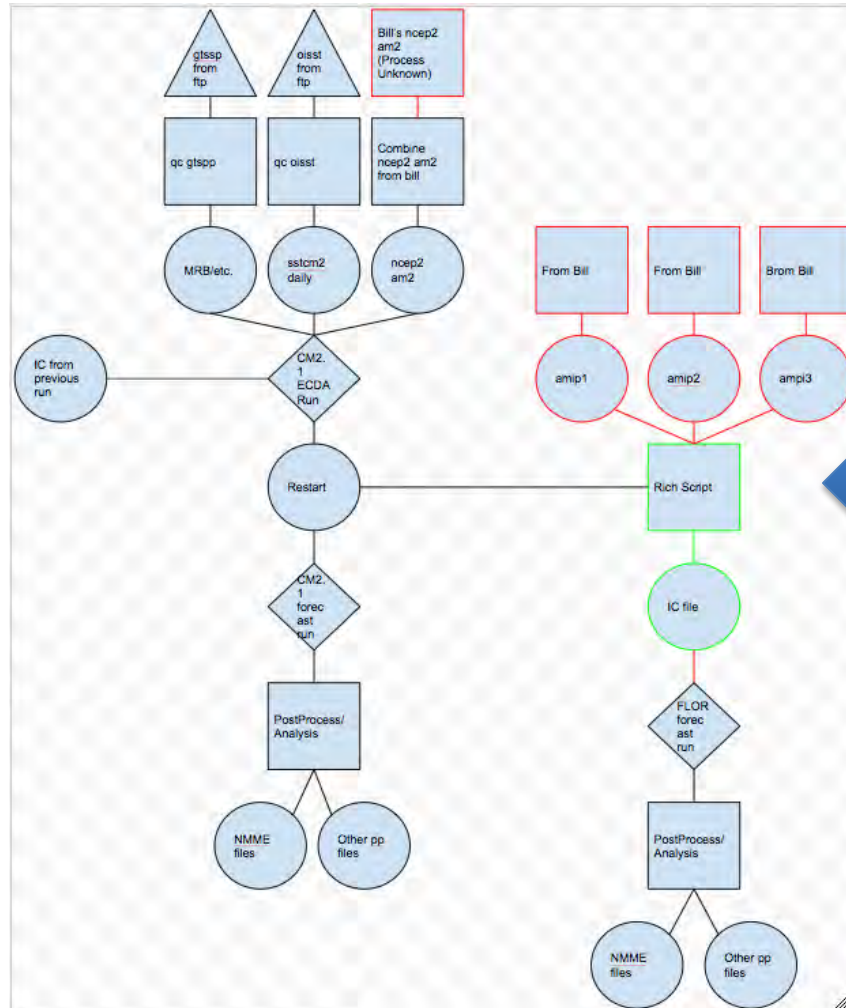 gtssp
from
ftp
oisst
from
ftp
Bill's ncep2
am2
(Process
Unknown)
qc gtspp
qc oisst
Combine
ncep2 am2
from bill
MRB/etc.
sstcm2
daily
ncep2
am2
From Bill
From Bill
Brom Bill
IC from
previous
run
CM2.
1
ECDA
Run
amip1
amip2
ampi3
Restart
Rich Script
CM2.
1
forec
ast
run
IC file
PostProcess/
Analysis
FLOR
forec
ast
run
NMME
files
Other pp
files
PostProcess/
Analysis
NMME
files
Other pp
files